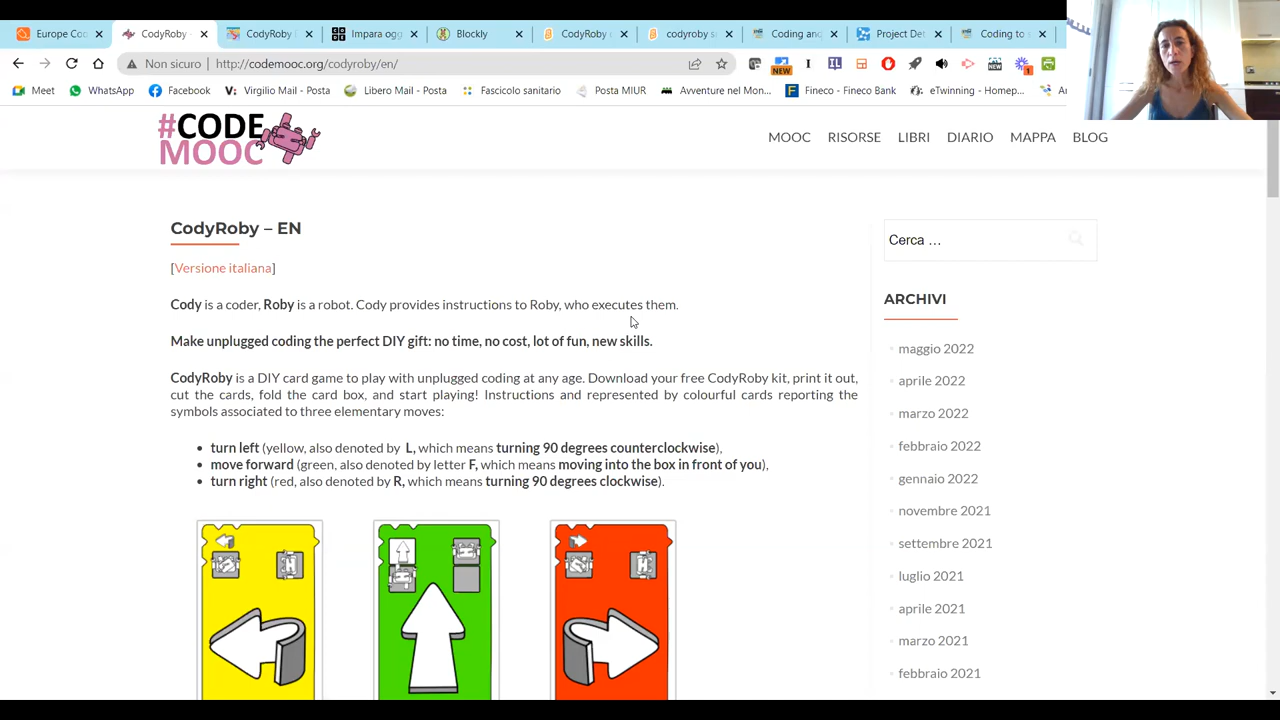 Europe Cod
CodyRoby -
CodyRoby D
Impara ogg
Blockly
CodyRoby u
codyroby s
Coding and
Project Det
Coding to
Non sicuro
http://codemooc.org/codyroby/en/
NEW
NEW
1
Meet
WhatsApp
Facebook
Virgilio Mail - Posta
Libero Mail - Posta
Fascicolo sanitario
Posta MIUR
Avventure nel Mon...
Fineco - Fineco Bank
eTwinning - Homep...
#CODE
MOOC
MOOC
RISORSE
LIBRI
DIARIO
MAPPA
BLOG
CodyRoby – EN
[Versione italiana]
Cody is a coder, Roby is a robot. Cody provides instructions to Roby, who executes them.
Make unplugged coding the perfect DIY gift: no time, no cost, lot of fun, new skills.
CodyRoby is a DIY card game to play with unplugged coding at any age. Download your free CodyRoby kit, print it out,
cut the cards, fold the card box, and start playing! Instructions and represented by colourful cards reporting the
symbols associated to three elementary moves:
• turn left (yellow, also denoted by L, which means turning 90 degrees counterclockwise),
• move forward (green, also denoted by letter F, which means moving into the box in front of you),
• turn right (red, also denoted by R, which means turning 90 degrees clockwise).
Cerca …
ARCHIVI
maggio 2022
aprile 2022
marzo 2022
febbraio 2022
gennaio 2022
novembre 2021
settembre 2021
luglio 2021
aprile 2021
marzo 2021
febbraio 2021